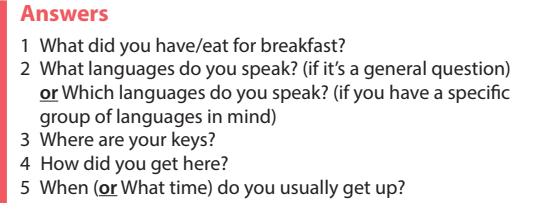 Answers
1 What did you have/eat for breakfast?
2 What languages do you speak? (if it's a general question)
or Which languages do you speak? (if you have a specific
group of languages in mind)
3 Where are your keys?
4 How did you get here?
5 When (or What time) do you usually get up?